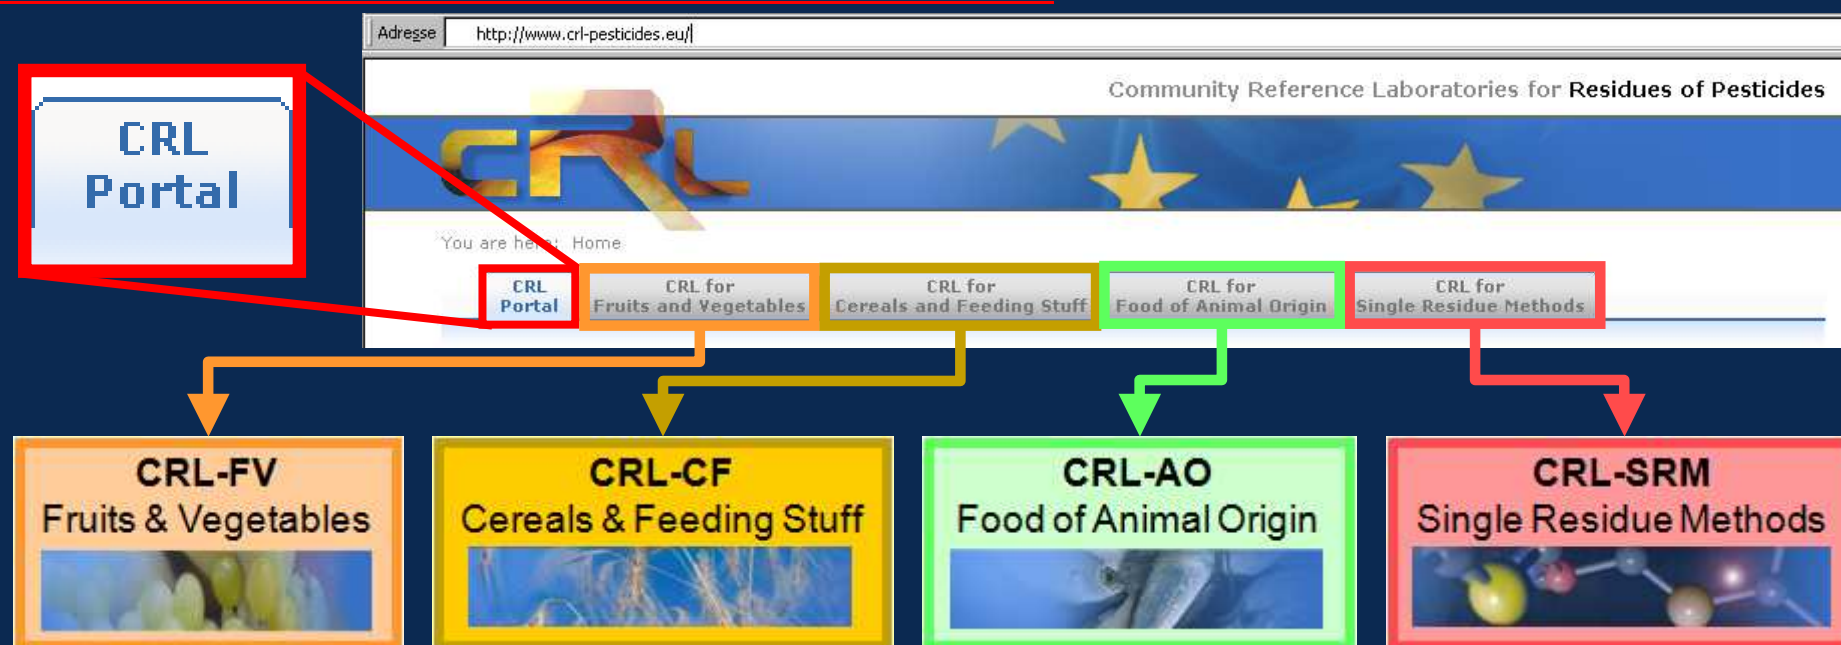 Adresse http://www.crl-pesticides.eu/
Community Reference Laboratories for Residues of Pesticides
CRL
You are here: Home
CRL
Portal
CRL
Portal
CRL for
Fruits and Vegetables
CRL for
Cereals and Feeding Stuff
CRL for
Food of Animal Origin
CRL for
Single Residue Methods
CRL-FV
Fruits & Vegetables
CRL-CF
Cereals & Feeding Stuff
CRL-AO
Food of Animal Origin
CRL-SRM
Single Residue Methods